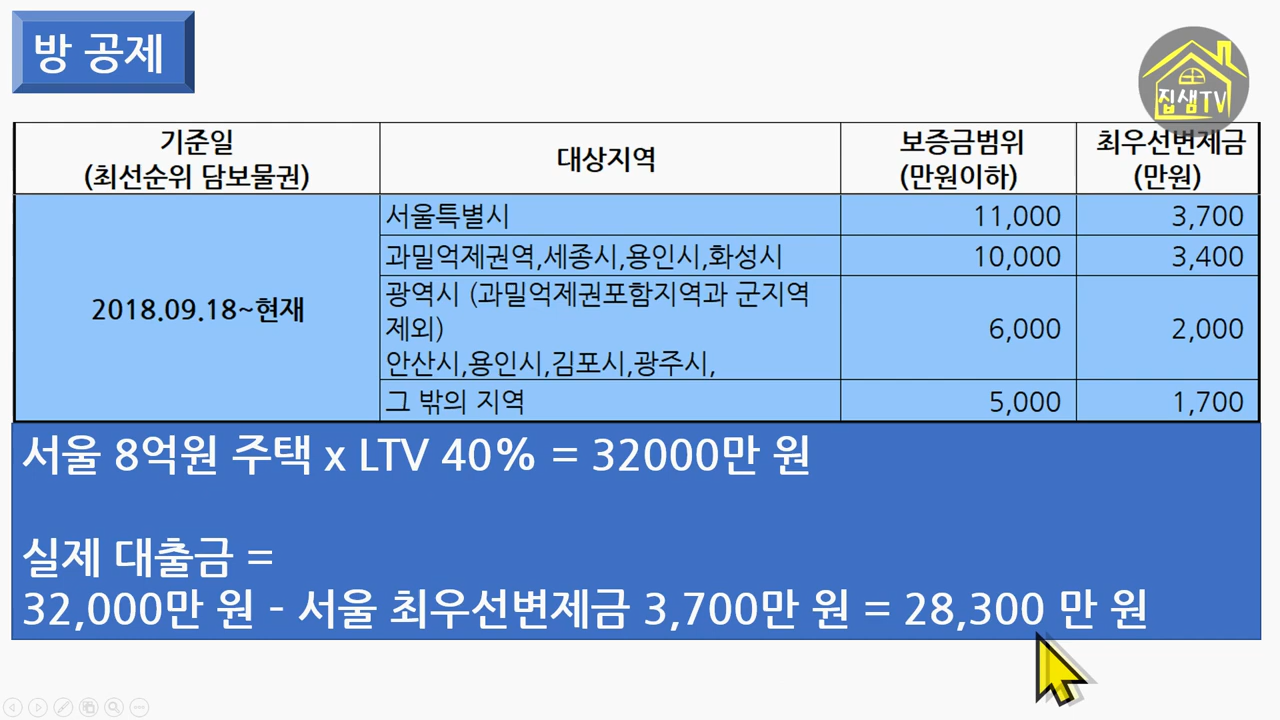 방 공제
집샘TV
기준일
(최선순위 담보물권)
대상지역
보증금범위
(만원이하)
최우선변제금
(만원)
2018.09.18~현재
서울특별시
11,000
3,700
과밀억제권역,세종시,용인시,화성시
10,000
3,400
광역시 (과밀억제권포함지역과 군지역
제외)
안산시,용인시,김포시,광주시,
6,000
2,000
그 밖의 지역
5,000
1,700
서울 8억원 주택 x LTV 40% = 32000만 원
실제 대출금 =
32,000만 원 - 서울 최우선변제금 3,700만 원 = 28,300 만 원